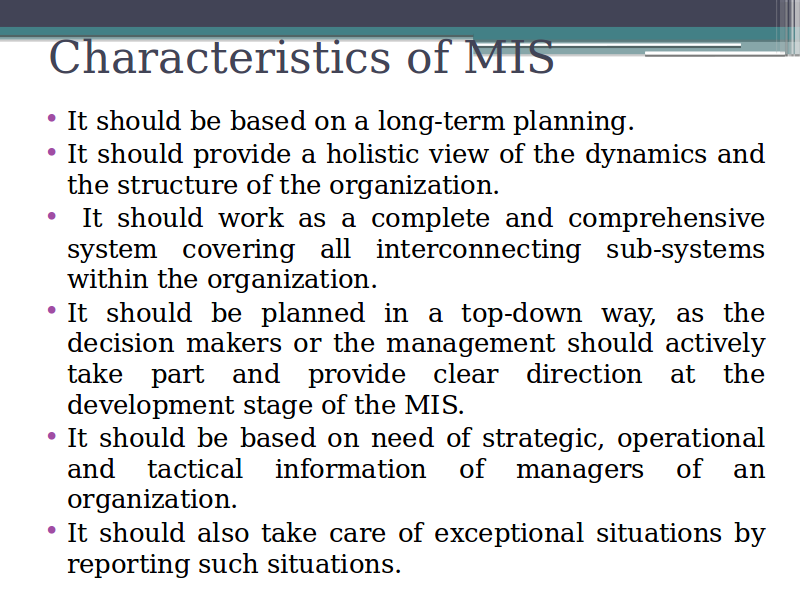 Characteristics of MIS
• It should be based on a long-term planning.
• It should provide a holistic view of the dynamics and
the structure of the organization.
• It should work as a complete and comprehensive
system covering all interconnecting sub-systems
within the organization.
• It should be planned in a top-down way, as the
decision makers or the management should actively
take part and provide clear direction at the
development stage of the MIS.
• It should be based on need of strategic, operational
and tactical information of managers of an
organization.
• It should also take care of exceptional situations by
reporting such situations.